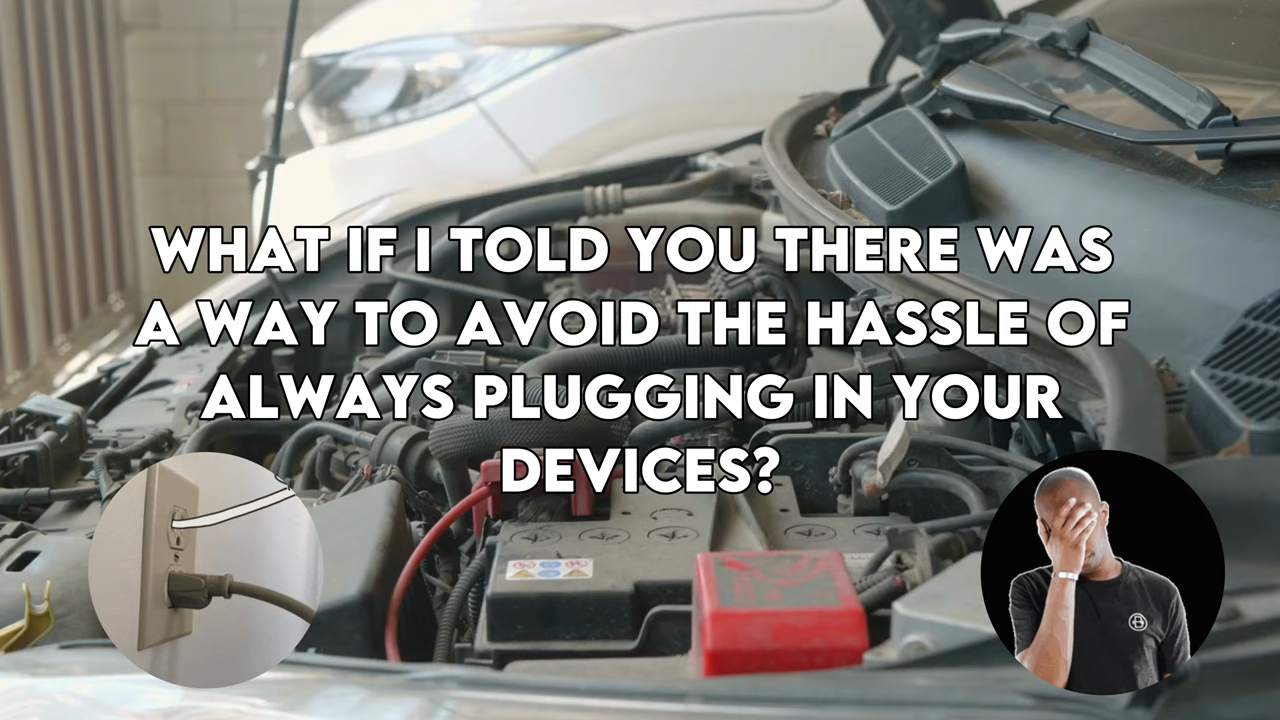 WHAT IF I TOLD YOU THERE WAS
A WAY TO AVOID THE HASSLE OF
ALWAYS PLUGGING IN YOUR
DEVICES?